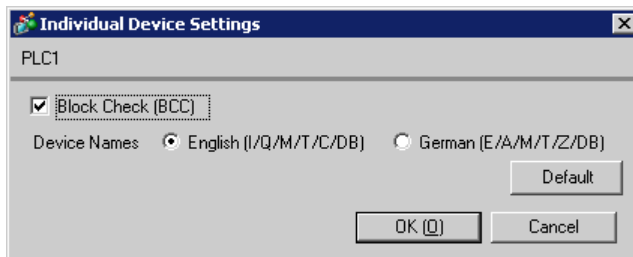 Individual Device Settings
PLC1
Block Check (BCC)
Device Names English (I/Q/M/T/C/DB) German (E/A/M/T/Z/DB)
Default
OK (O) Cancel